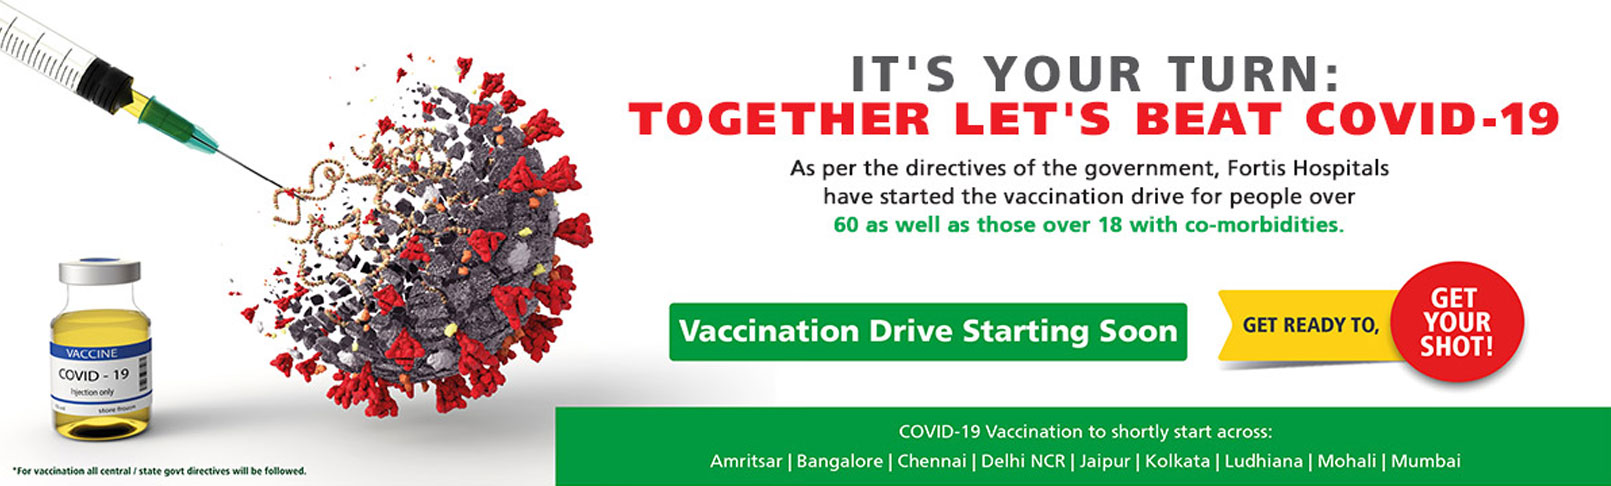 IT'S YOUR TURN:
TOGETHER LET'S BEAT COVID-19
As per the directives of the government, Fortis Hospitals
have started the vaccination drive for people over
60 as well as those over 18 with co-morbidities.
Vaccination Drive Starting Soon
GET READY TO,
GET
YOUR
SHOT!
VACCINE
COVID - 19
Injection only
store frozen
COVID-19 Vaccination to shortly start across:
Amritsar | Bangalore | Chennai | Delhi NCR | Jaipur | Kolkata | Ludhiana | Mohali | Mumbai
*For vaccination all central / state govt directives will be followed.